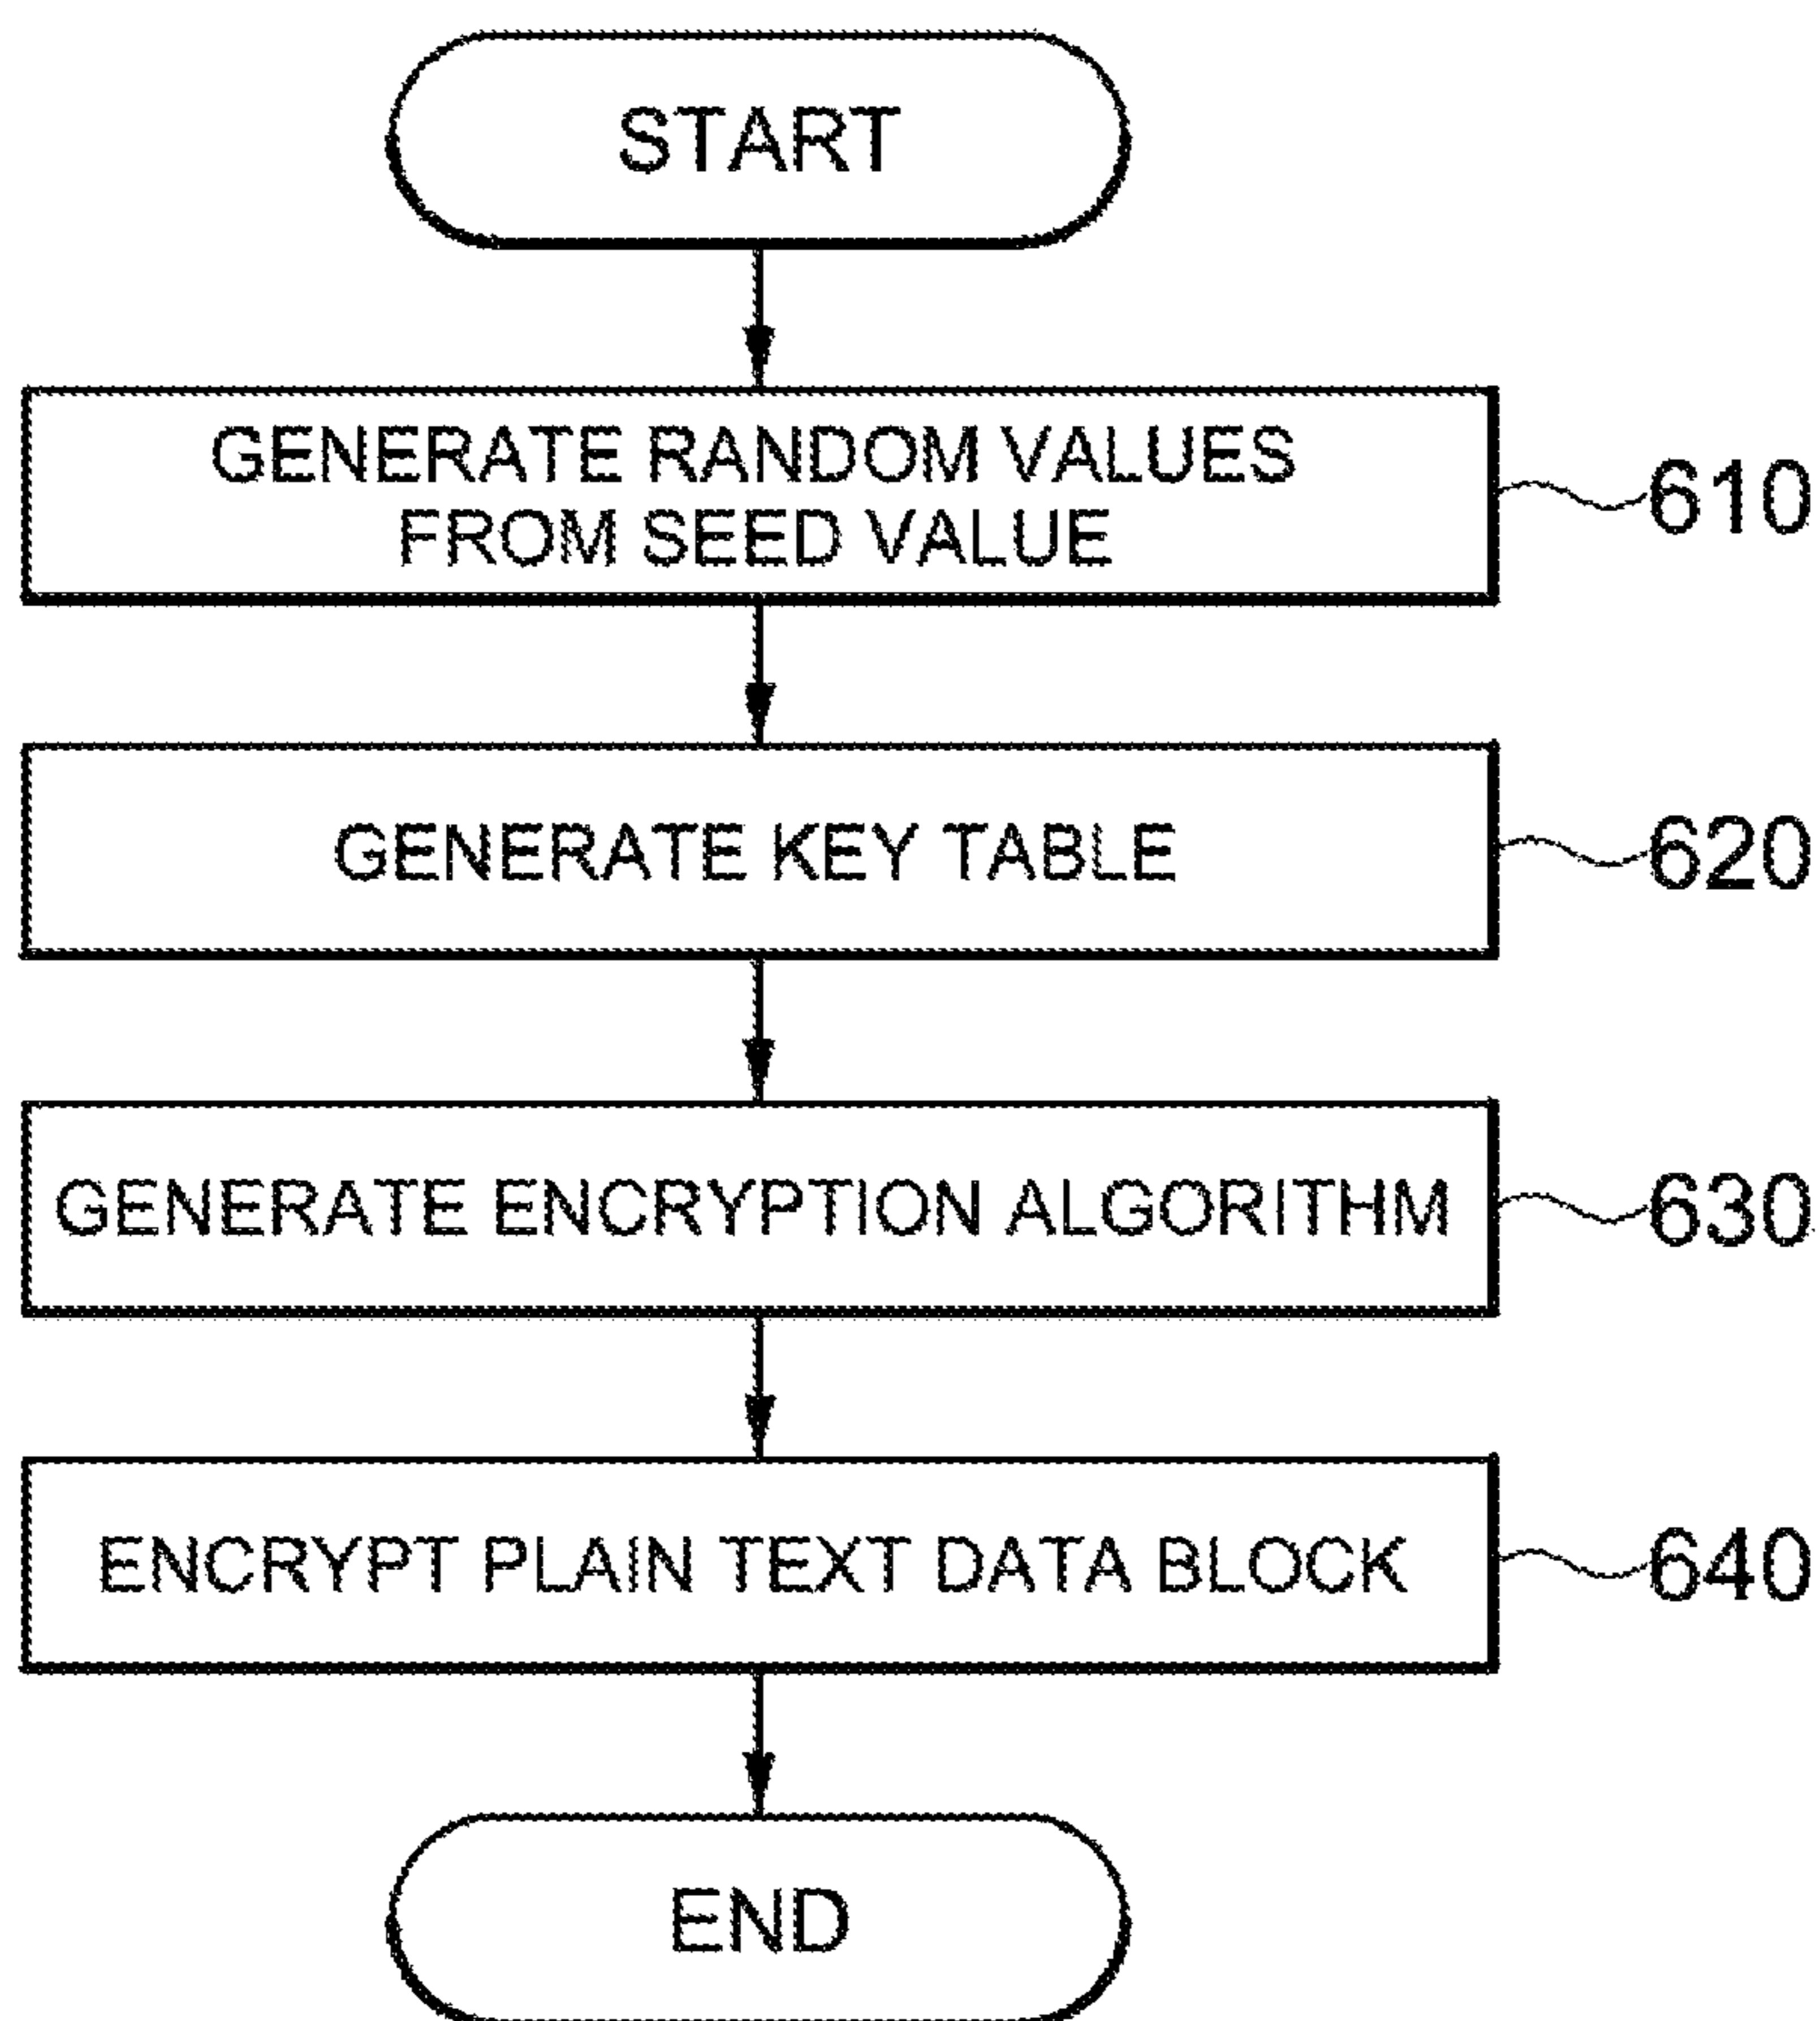 START
GENERATE RANDOM VALUES
FROM SEED VALUE
610
GENERATE KEY TABLE
620
GENERATE ENCRYPTION ALGORITHM
630
ENCRYPT PLAIN TEXT DATA BLOCK
640
END